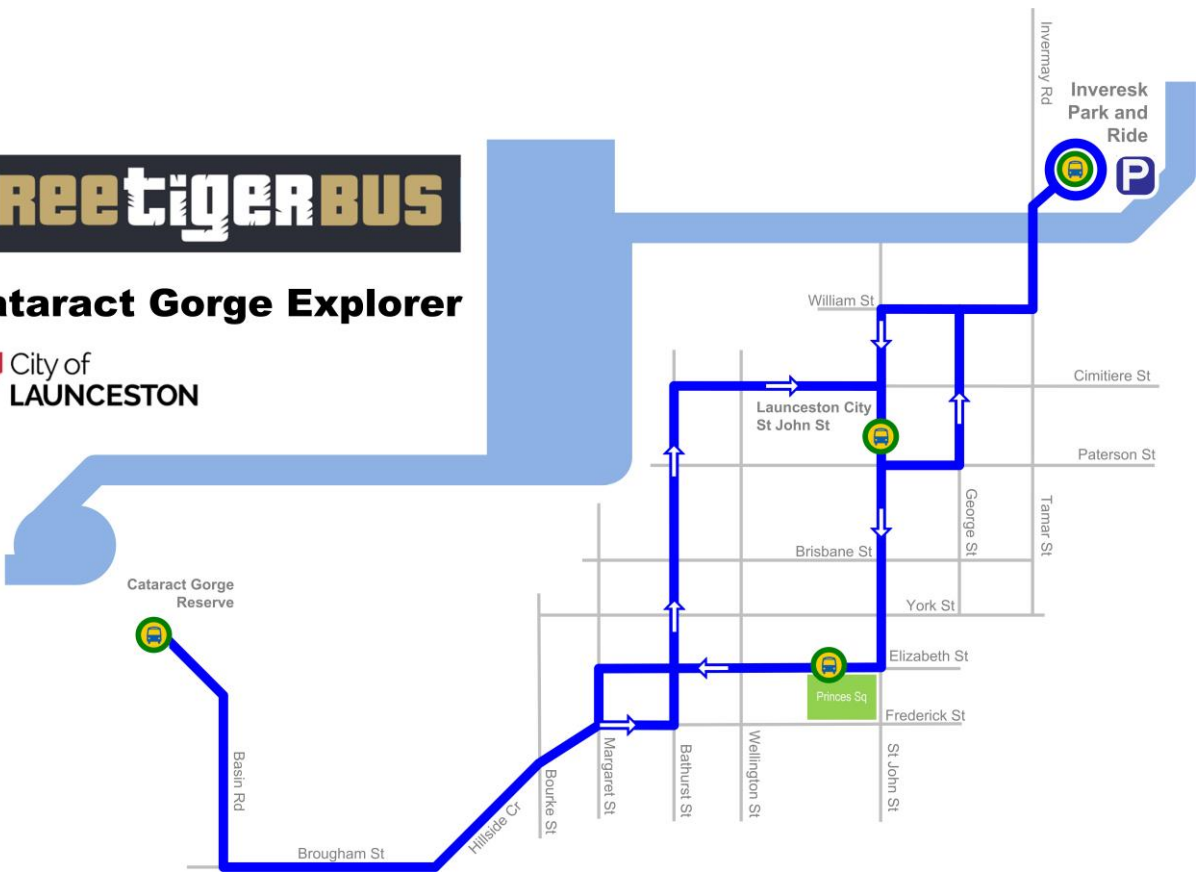 Invermay Rd
Inveresk
Park and
Ride
P
REEtigERBUS
ataract Gorge Explorer
City of
LAUNCESTON
William St
Cimitiere St
Launceston City
St John St
Paterson St
George St
Tamar St
Brisbane St
Cataract Gorge
Reserve
York St
Elizabeth St
Princes Sq
Frederick St
Basin Rd
Margaret St
Bathurst St
Wellington St
St John St
Bourke St
Hillside Cr
Brougham St